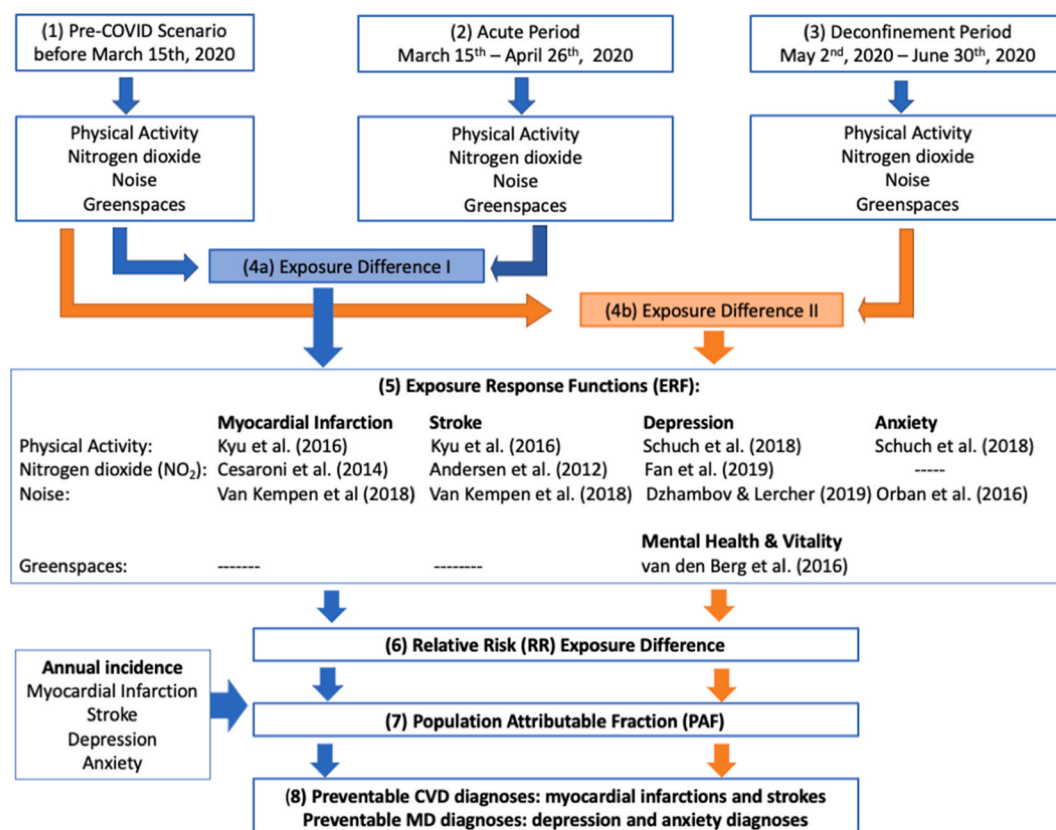 (1) Pre-COVID Scenario
before March 15th, 2020
(2) Acute Period
March 15th – April 26th, 2020
(3) Deconfinement Period
May 2nd, 2020 – June 30th, 2020
Physical Activity
Nitrogen dioxide
Noise
Greenspaces
Physical Activity
Nitrogen dioxide
Noise
Greenspaces
Physical Activity
Nitrogen dioxide
Noise
Greenspaces
(4a) Exposure Difference I
(4b) Exposure Difference II
(5) Exposure Response Functions (ERF):
Myocardial Infarction Stroke Depression Anxiety
Physical Activity: Kyu et al. (2016) Kyu et al. (2016) Schuch et al. (2018) Schuch et al. (2018)
Nitrogen dioxide (NO2): Cesaroni et al. (2014) Andersen et al. (2012) Fan et al. (2019) -----
Noise: Van Kempen et al (2018) Van Kempen et al. (2018) Dzhambov & Lercher (2019) Orban et al. (2016)
Mental Health & Vitality
Greenspaces: ------- -------- van den Berg et al. (2016)
(6) Relative Risk (RR) Exposure Difference
Annual incidence
Myocardial Infarction
Stroke
Depression
Anxiety
(7) Population Attributable Fraction (PAF)
(8) Preventable CVD diagnoses: myocardial infarctions and strokes
Preventable MD diagnoses: depression and anxiety diagnoses